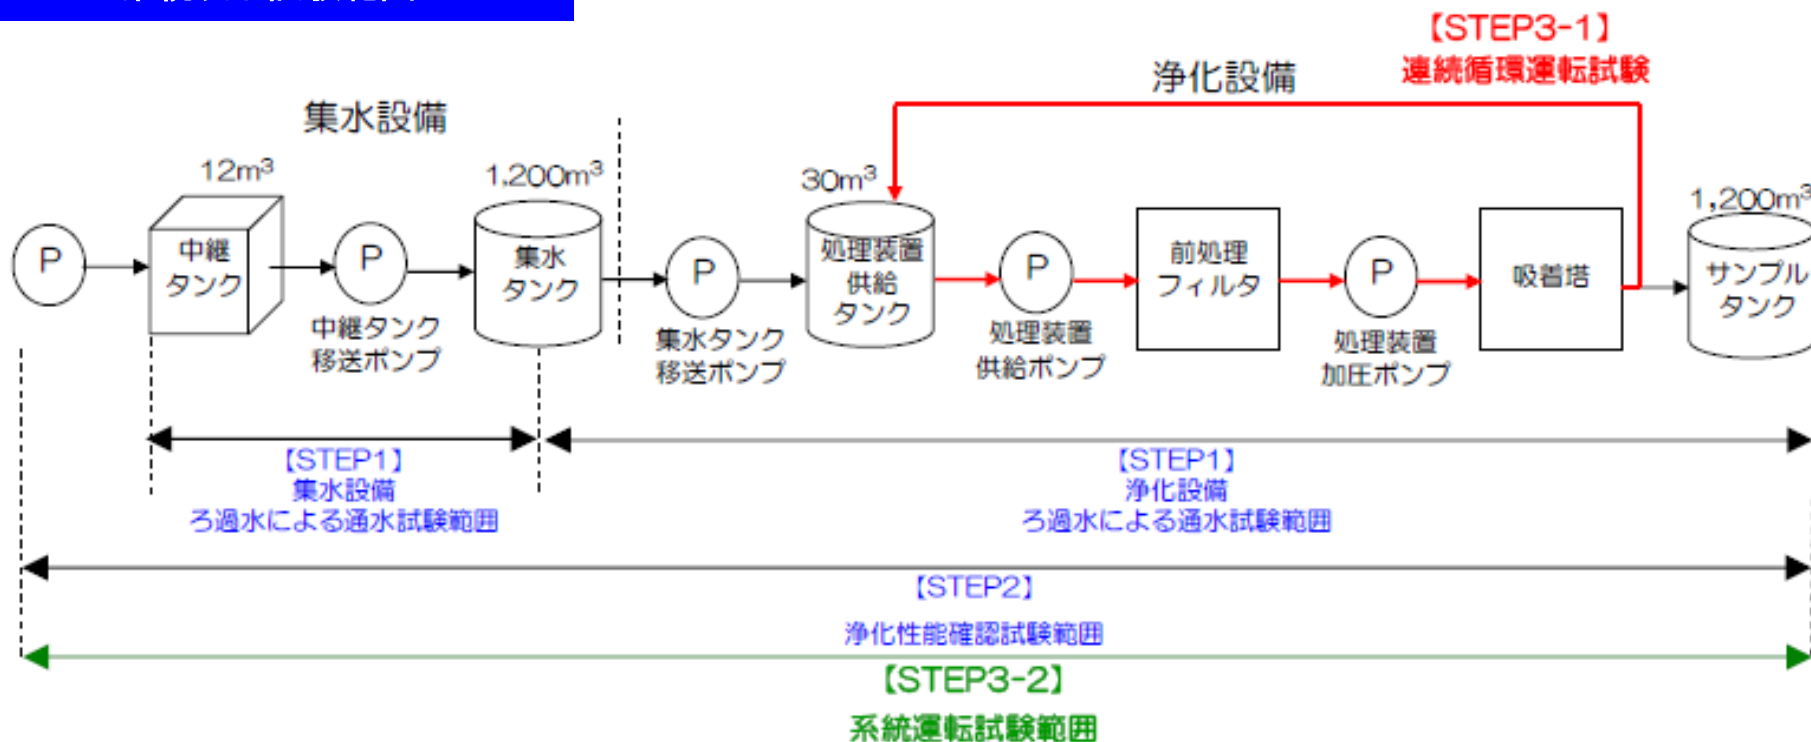 【STEP3-1】
連続循環運転試験
浄化設備
集水設備
12m³
1,200m³
30m³
1,200m³
P
中継
タンク
P
中継タンク
移送ポンプ
集水
タンク
P
集水タンク
移送ポンプ
処理装置
供給
タンク
P
処理装置
供給ポンプ
前処理
フィルタ
P
処理装置
加圧ポンプ
吸着塔
サンプル
タンク
【STEP1】
集水設備
ろ過水による通水試験範囲
【STEP1】
浄化設備
ろ過水による通水試験範囲
【STEP2】
浄化性能確認試験範囲
【STEP3-2】
系統運転試験範囲